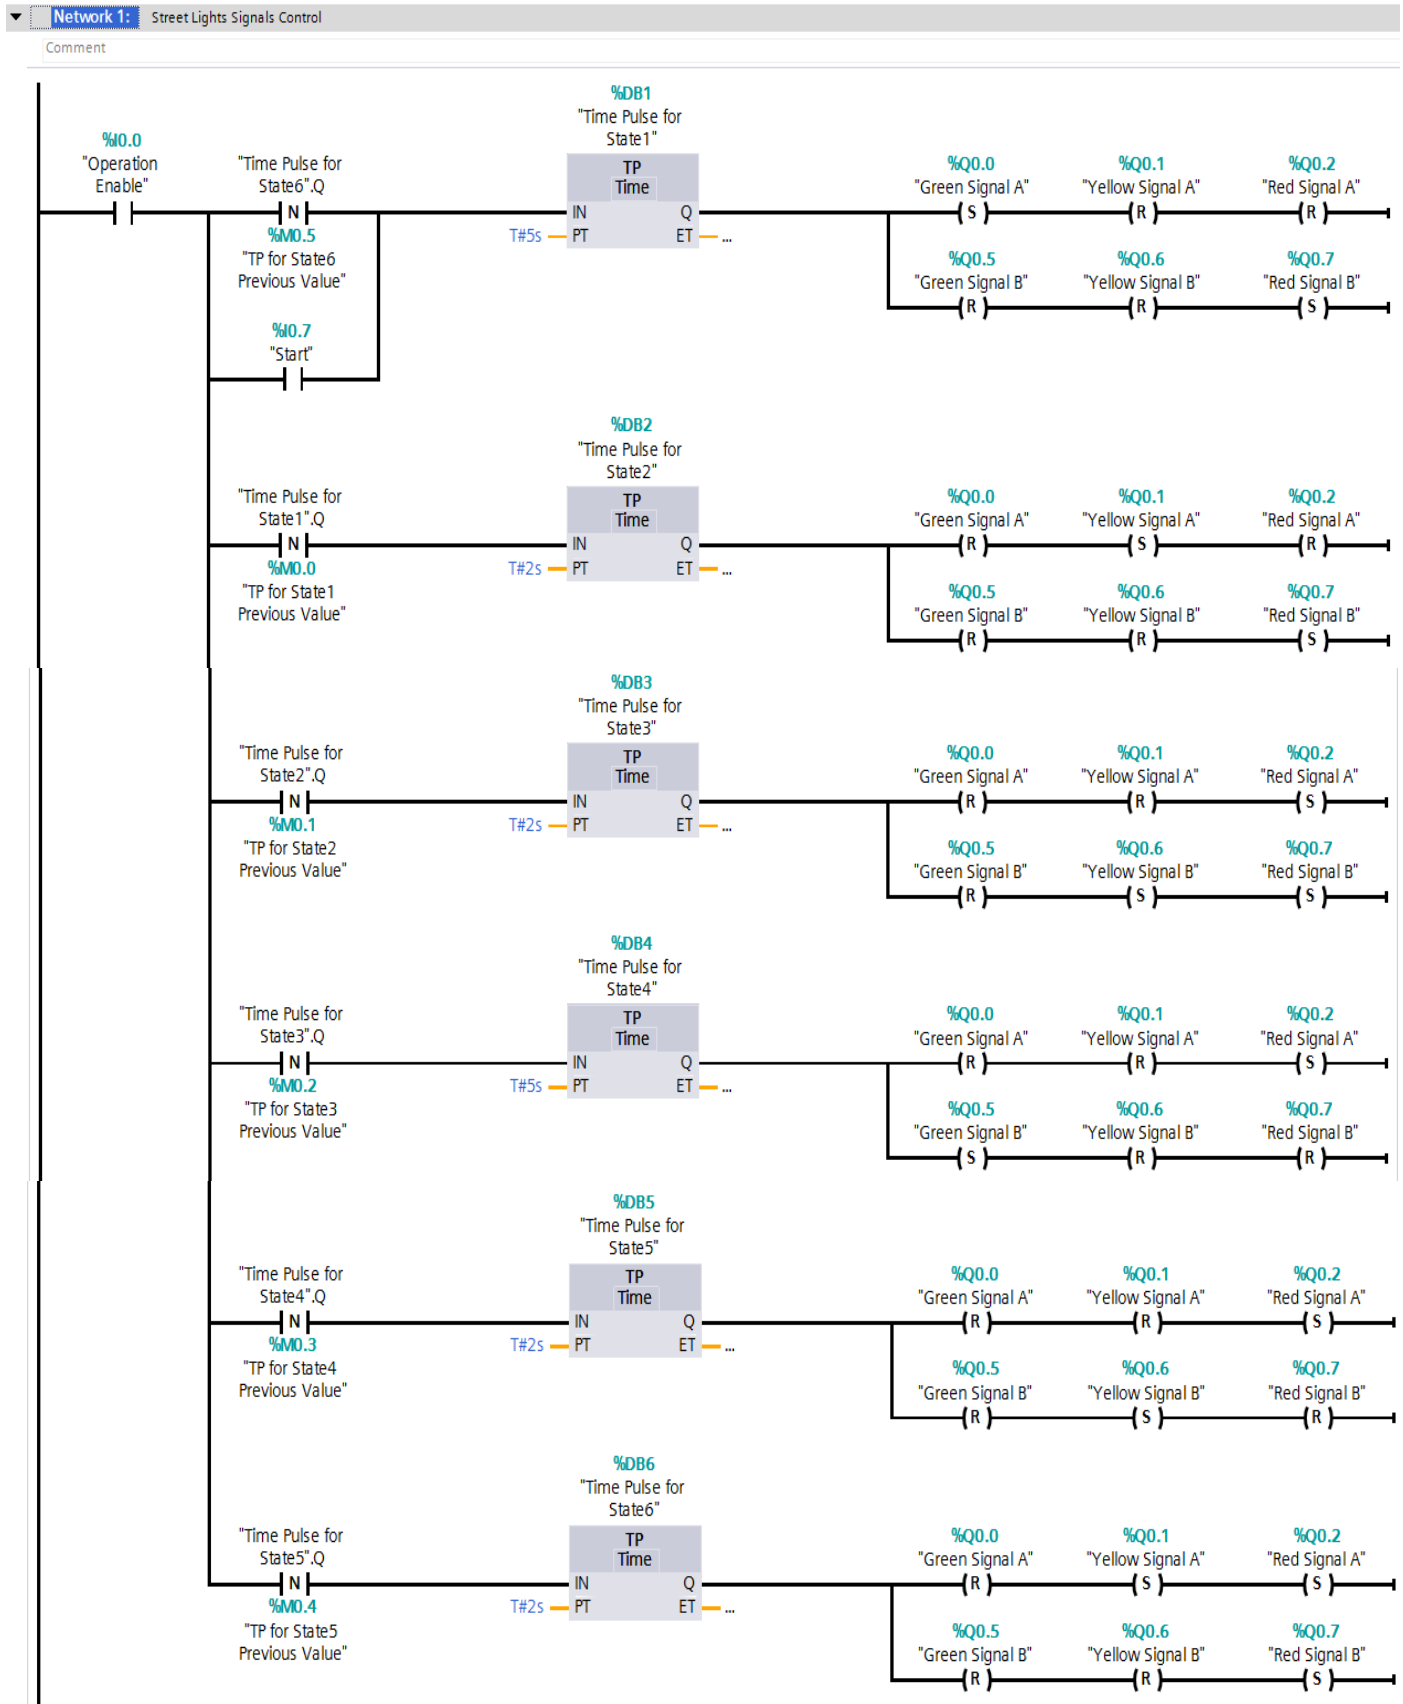 Network 1: Street Lights Signals Control
Comment
%DB1
"Time Pulse for
State1"
%I0.0
"Operation
Enable"
"Time Pulse for
State6".Q
N
%M0.5
"TP for State6
Previous Value"
%I0.7
"Start"
TP
Time
IN Q
T#5s PT ET ...
%Q0.0 %Q0.1 %Q0.2
"Green Signal A" "Yellow Signal A" "Red Signal A"
( S ) ( R ) ( R )
%Q0.5 %Q0.6 %Q0.7
"Green Signal B" "Yellow Signal B" "Red Signal B"
( R ) ( R ) ( S )
%DB2
"Time Pulse for
State2"
"Time Pulse for
State1".Q
N
%M0.0
"TP for State1
Previous Value"
TP
Time
IN Q
T#2s PT ET ...
%Q0.0 %Q0.1 %Q0.2
"Green Signal A" "Yellow Signal A" "Red Signal A"
( R ) ( S ) ( R )
%Q0.5 %Q0.6 %Q0.7
"Green Signal B" "Yellow Signal B" "Red Signal B"
( R ) ( R ) ( S )
%DB3
"Time Pulse for
State3"
"Time Pulse for
State2".Q
N
%M0.1
"TP for State2
Previous Value"
TP
Time
IN Q
T#2s PT ET ...
%Q0.0 %Q0.1 %Q0.2
"Green Signal A" "Yellow Signal A" "Red Signal A"
( R ) ( R ) ( S )
%Q0.5 %Q0.6 %Q0.7
"Green Signal B" "Yellow Signal B" "Red Signal B"
( R ) ( S ) ( S )
%DB4
"Time Pulse for
State4"
"Time Pulse for
State3".Q
N
%M0.2
"TP for State3
Previous Value"
TP
Time
IN Q
T#5s PT ET ...
%Q0.0 %Q0.1 %Q0.2
"Green Signal A" "Yellow Signal A" "Red Signal A"
( R ) ( R ) ( S )
%Q0.5 %Q0.6 %Q0.7
"Green Signal B" "Yellow Signal B" "Red Signal B"
( S ) ( R ) ( R )
%DB5
"Time Pulse for
State5"
"Time Pulse for
State4".Q
N
%M0.3
"TP for State4
Previous Value"
TP
Time
IN Q
T#2s PT ET ...
%Q0.0 %Q0.1 %Q0.2
"Green Signal A" "Yellow Signal A" "Red Signal A"
( R ) ( R ) ( S )
%Q0.5 %Q0.6 %Q0.7
"Green Signal B" "Yellow Signal B" "Red Signal B"
( R ) ( S ) ( R )
%DB6
"Time Pulse for
State6"
"Time Pulse for
State5".Q
N
%M0.4
"TP for State5
Previous Value"
TP
Time
IN Q
T#2s PT ET ...
%Q0.0 %Q0.1 %Q0.2
"Green Signal A" "Yellow Signal A" "Red Signal A"
( R ) ( S ) ( S )
%Q0.5 %Q0.6 %Q0.7
"Green Signal B" "Yellow Signal B" "Red Signal B"
( R ) ( R ) ( S )